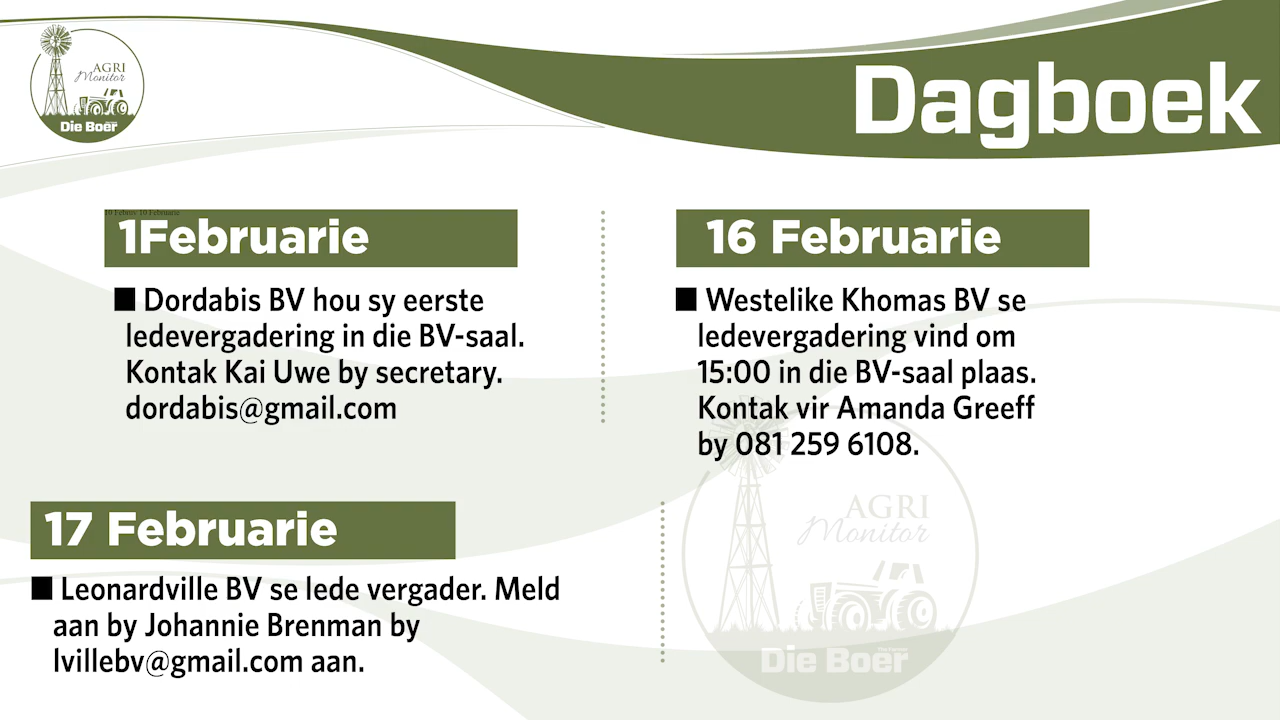 AGRI
Monitor
Die Boer
Dagboek
1Februarie
■ Dordabis BV hou sy eerste
ledevergadering in die BV-saal.
Kontak Kai Uwe by secretary.
dordabis@gmail.com
16 Februarie
■ Westelike Khomas BV se
ledevergadering vind om
15:00 in die BV-saal plaas.
Kontak vir Amanda Greeff
by 081 259 6108.
17 Februarie
■ Leonardville BV se lede vergader. Meld
aan by Johannie Brenman by
lvillebv@gmail.com aan.
AGRI
Monitor
Die Boer